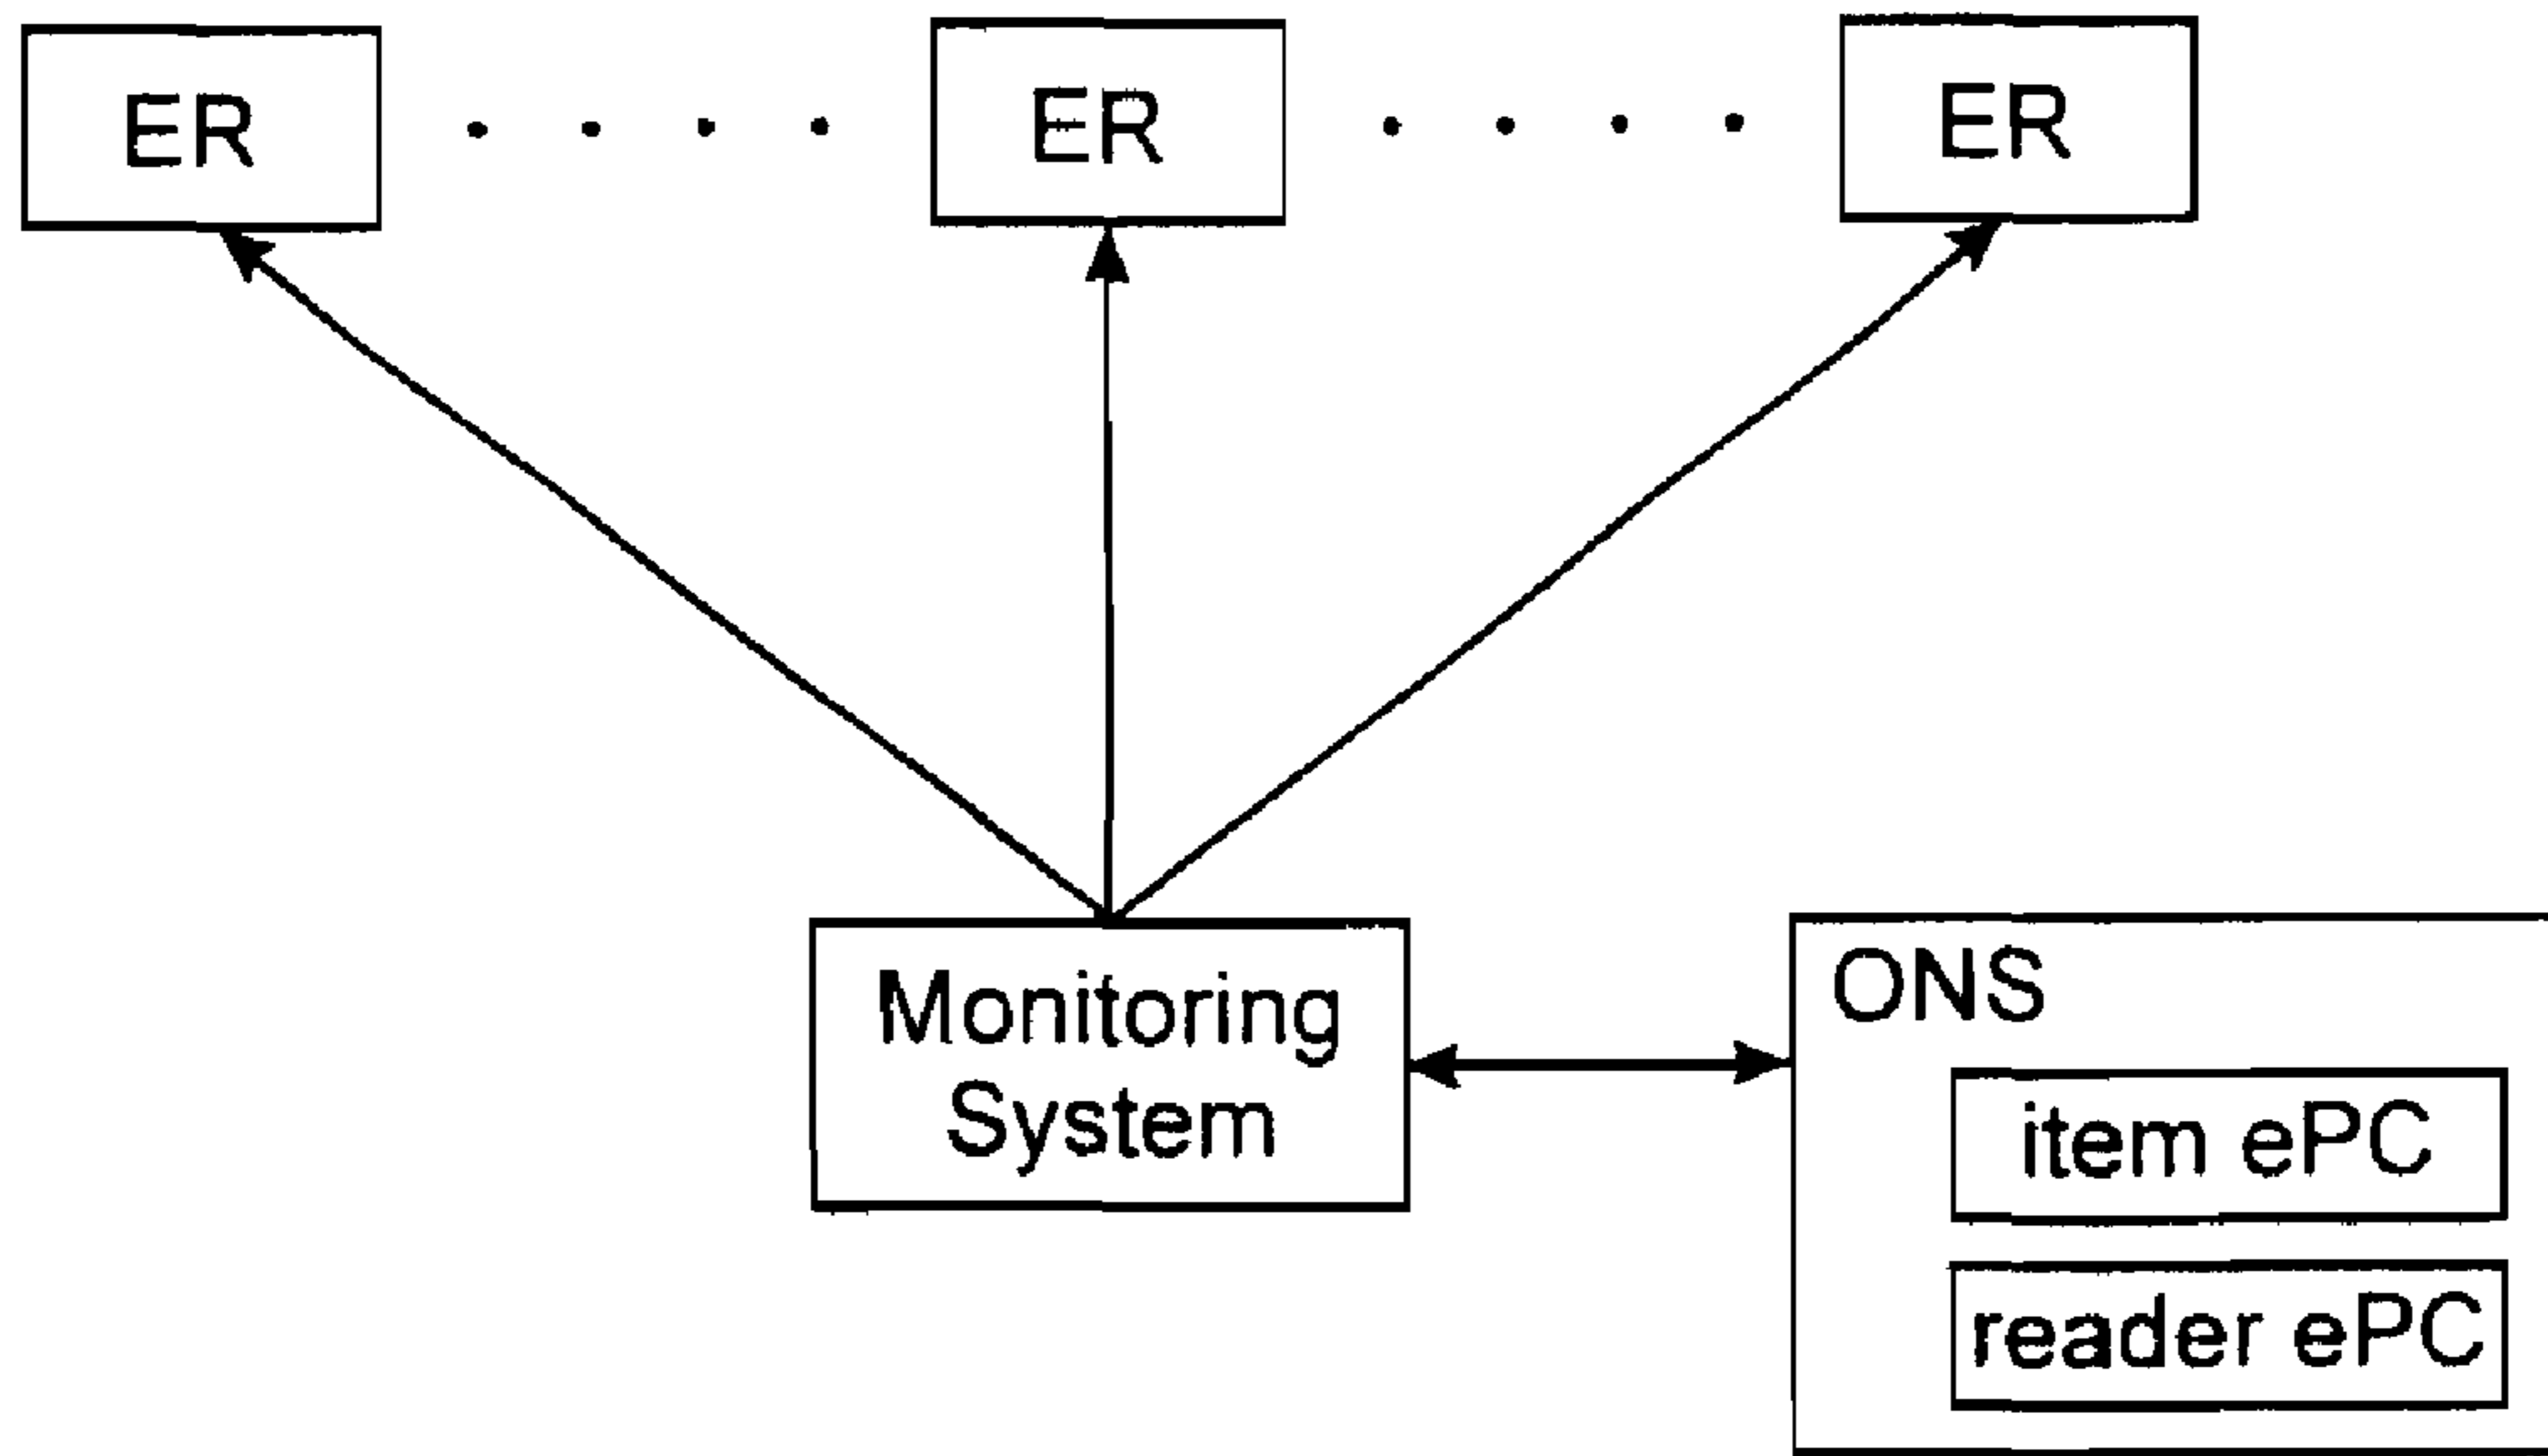 ER
ER
ER
Monitoring
System
ONS
item ePC
reader ePC